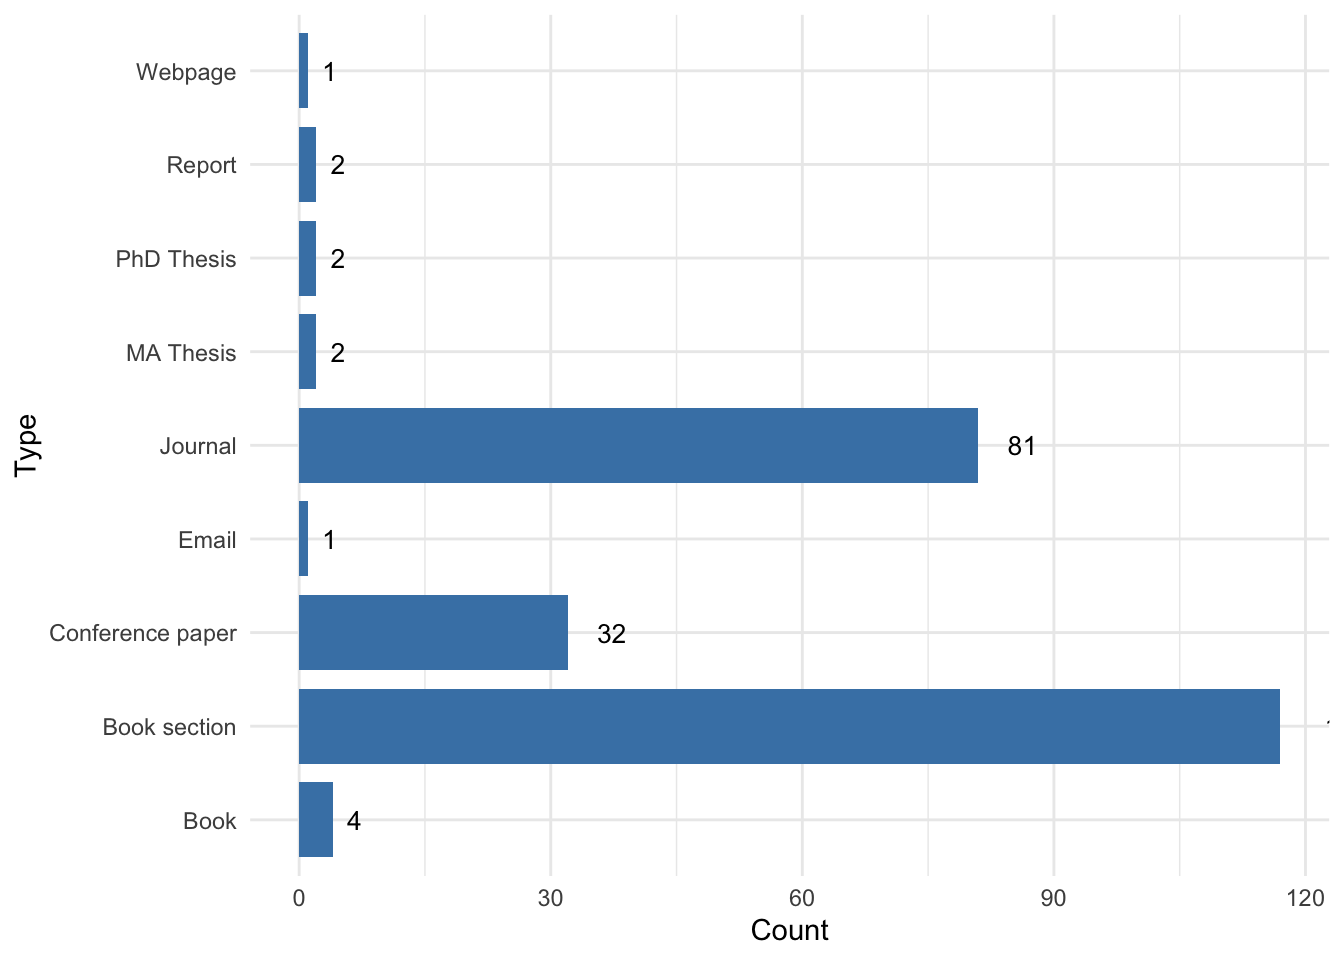 Webpage 1
Report 2
PhD Thesis 2
MA Thesis 2
Journal 81
Email 1
Conference paper 32
Book section
Book 4
Type
0 30 60 90 120
Count